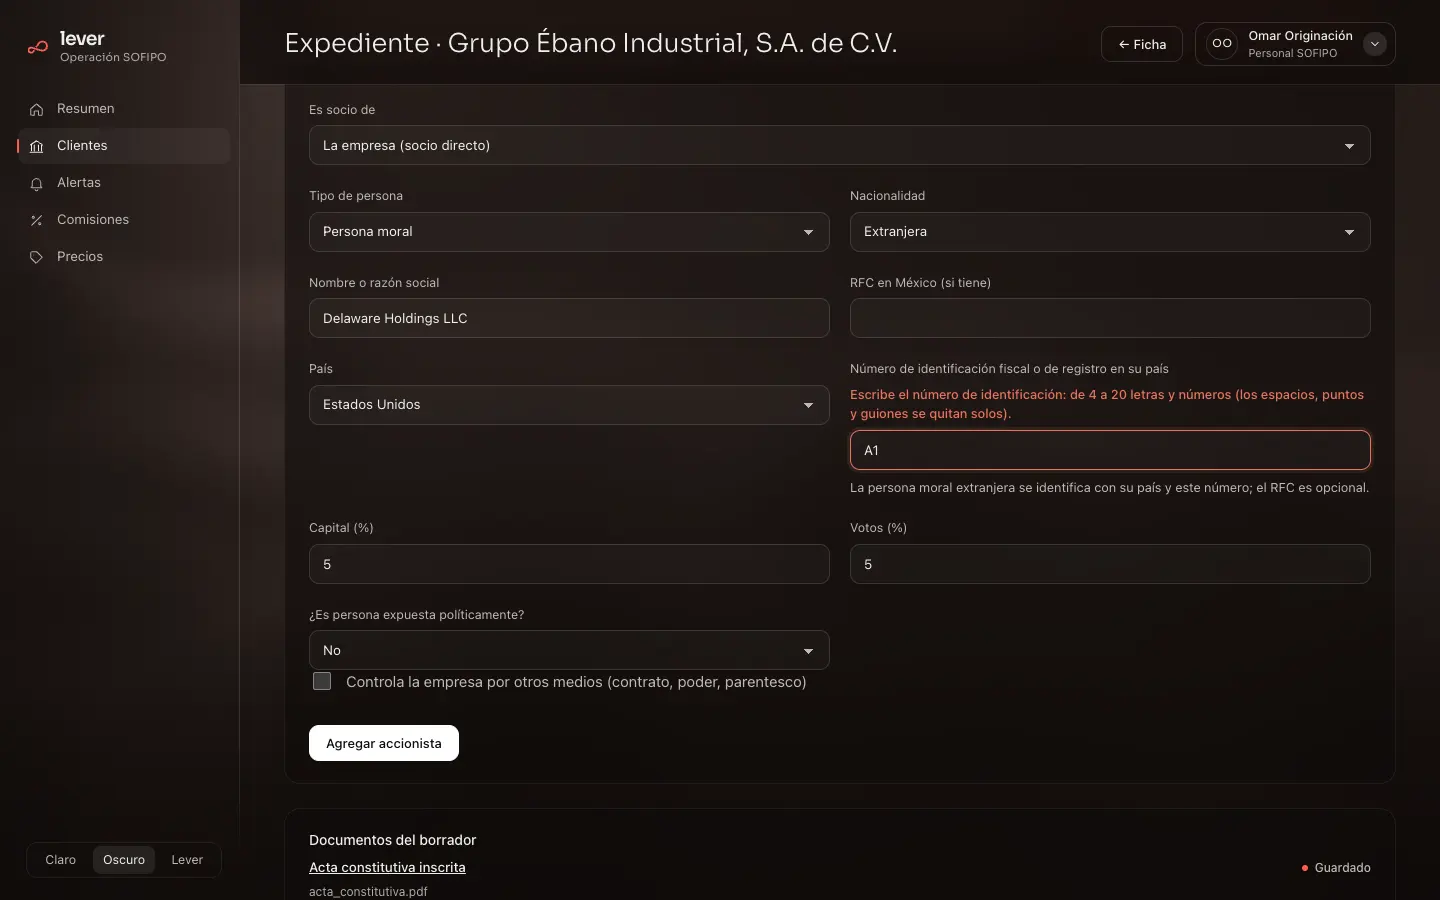 lever
Operación SOFIPO
Expediente · Grupo Ébano Industrial, S.A. de C.V.
← Ficha
OO
Omar Originación
Personal SOFIPO
Resumen
Clientes
Alertas
Comisiones
Precios
Es socio de
La empresa (socio directo)
Tipo de persona
Nacionalidad
Persona moral
Extranjera
Nombre o razón social
RFC en México (si tiene)
Delaware Holdings LLC
País
Número de identificación fiscal o de registro en su país
Estados Unidos
Escribe el número de identificación: de 4 a 20 letras y números (los espacios, puntos
y guiones se quitan solos).
A1
La persona moral extranjera se identifica con su país y este número; el RFC es opcional.
Capital (%)
Votos (%)
5
5
¿Es persona expuesta políticamente?
No
Controla la empresa por otros medios (contrato, poder, parentesco)
Agregar accionista
Documentos del borrador
Acta constitutiva inscrita
Guardado
acta_constitutiva.pdf
Claro
Oscuro
Lever